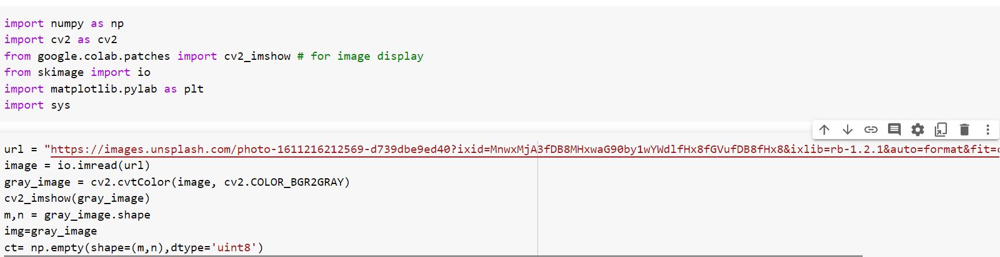 import numpy as np
import cv2 as cv2
from google.colab.patches import cv2_imshow # for image display
from skimage import io
import matplotlib.pylab as plt
import sys
url = "https://images.unsplash.com/photo-1611216212569-d739dbe9ed40?ixid=MnwxMjA3fDB8MHxwaG90by1wYWdlfHx8fGVufDB8fHx8&ixlib=rb-1.2.1&auto=format&fit=c
image = io.imread(url)
gray_image = cv2.cvtColor(image, cv2.COLOR_BGR2GRAY)
cv2_imshow(gray_image)
m,n = gray_image.shape
img=gray_image
ct= np.empty(shape=(m,n),dtype='uint8')